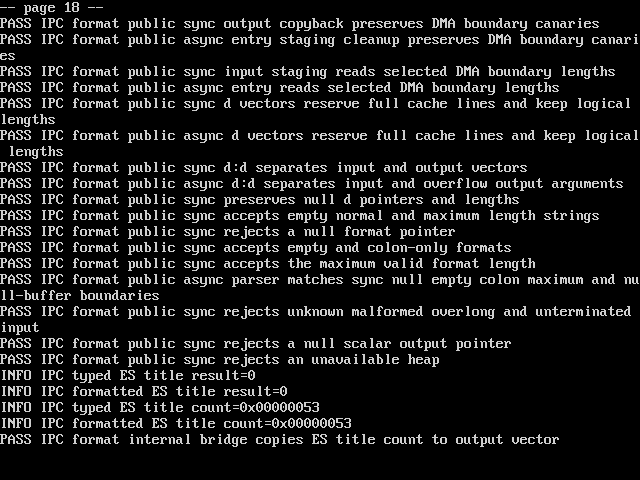 -- page 18 --
PASS IPC format public sync output copyback preserves DMA boundary canaries
PASS IPC format public async entry staging cleanup preserves DMA boundary canari
es
PASS IPC format public sync input staging reads selected DMA boundary lengths
PASS IPC format public async entry reads selected DMA boundary lengths
PASS IPC format public sync d vectors reserve full cache lines and keep logical
lengths
PASS IPC format public async d vectors reserve full cache lines and keep logical
 lengths
PASS IPC format public sync d:d separates input and output vectors
PASS IPC format public async d:d separates input and overflow output arguments
PASS IPC format public sync preserves null d pointers and lengths
PASS IPC format public sync accepts empty normal and maximum length strings
PASS IPC format public sync rejects a null format pointer
PASS IPC format public sync accepts empty and colon-only formats
PASS IPC format public sync accepts the maximum valid format length
PASS IPC format public async parser matches sync null empty colon maximum and nu
ll-buffer boundaries
PASS IPC format public sync rejects unknown malformed overlong and unterminated
input
PASS IPC format public sync rejects a null scalar output pointer
PASS IPC format public sync rejects an unavailable heap
INFO IPC typed ES title result=0
INFO IPC formatted ES title result=0
INFO IPC typed ES title count=0x00000053
INFO IPC formatted ES title count=0x00000053
PASS IPC format internal bridge copies ES title count to output vector